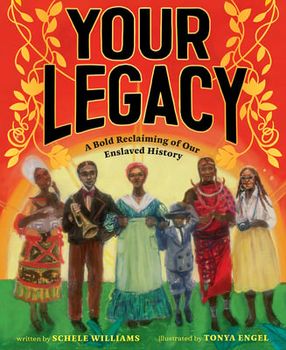 YOUR
LEGACY
A Bold Reclaiming of Our
Enslaved History
written by SCHELE WILLIAMS illustrated by TONYA ENGEL